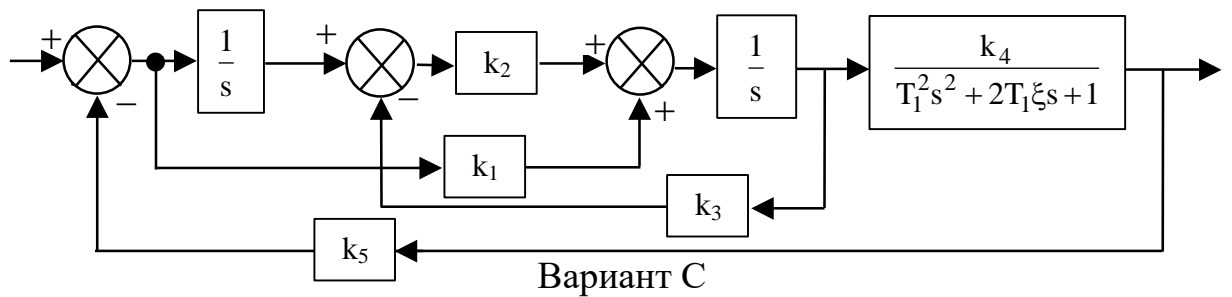 + − 1/s + − k₂ + + 1/s k₄/(T₁²s² + 2T₁ξs + 1)
k₁
k₃
k₅
Вариант С